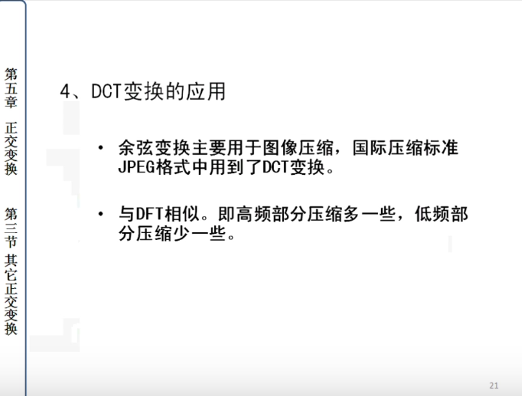 第五章 正交变换 第三节 其它正交变换
4、DCT变换的应用
• 余弦变换主要用于图像压缩，国际压缩标准
JPEG格式中用到了DCT变换。
• 与DFT相似。即高频部分压缩多一些，低频部
分压缩少一些。
21